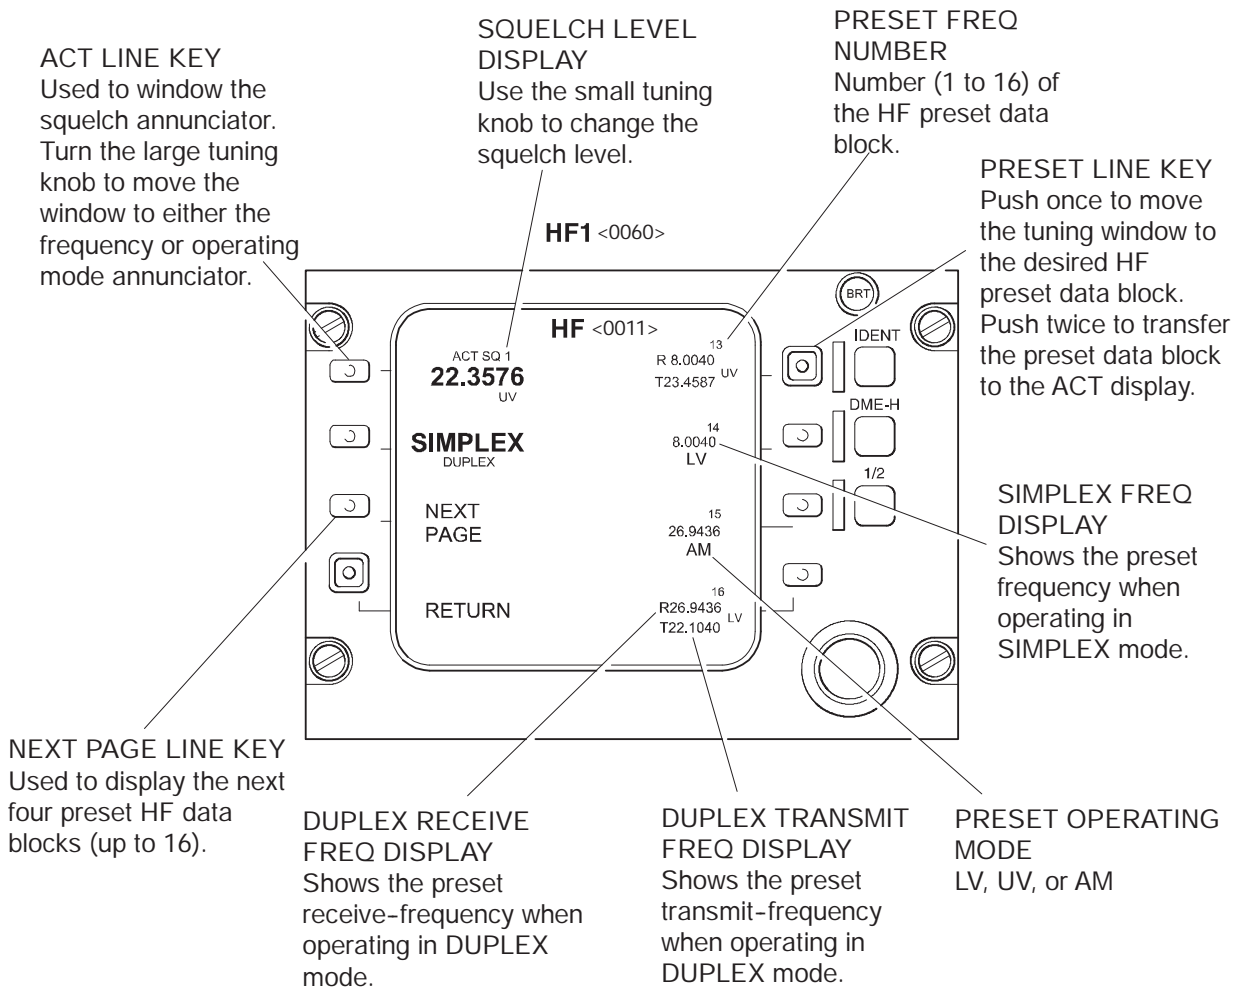 ACT LINE KEY
Used to window the
squelch annunciator.
Turn the large tuning
knob to move the
window to either the
frequency or operating
mode annunciator.
SQUELCH LEVEL
DISPLAY
Use the small tuning
knob to change the
squelch level.
PRESET FREQ
NUMBER
Number (1 to 16) of
the HF preset data
block.
PRESET LINE KEY
Push once to move
the tuning window to
the desired HF
preset data block.
Push twice to transfer
the preset data block
to the ACT display.
HF1 <0060>
BRT
HF <0011>
ACT SQ 1
22.3576
UV
SIMPLEX
DUPLEX
NEXT
PAGE
RETURN
13
R 8.0040
UV
T23.4587
14
8.0040
LV
15
26.9436
AM
16
R26.9436
LV
T22.1040
IDENT
DME-H
1/2
SIMPLEX FREQ
DISPLAY
Shows the preset
frequency when
operating in
SIMPLEX mode.
NEXT PAGE LINE KEY
Used to display the next
four preset HF data
blocks (up to 16).
DUPLEX RECEIVE
FREQ DISPLAY
Shows the preset
receive-frequency when
operating in DUPLEX
mode.
DUPLEX TRANSMIT
FREQ DISPLAY
Shows the preset
transmit-frequency
when operating in
DUPLEX mode.
PRESET OPERATING
MODE
LV, UV, or AM